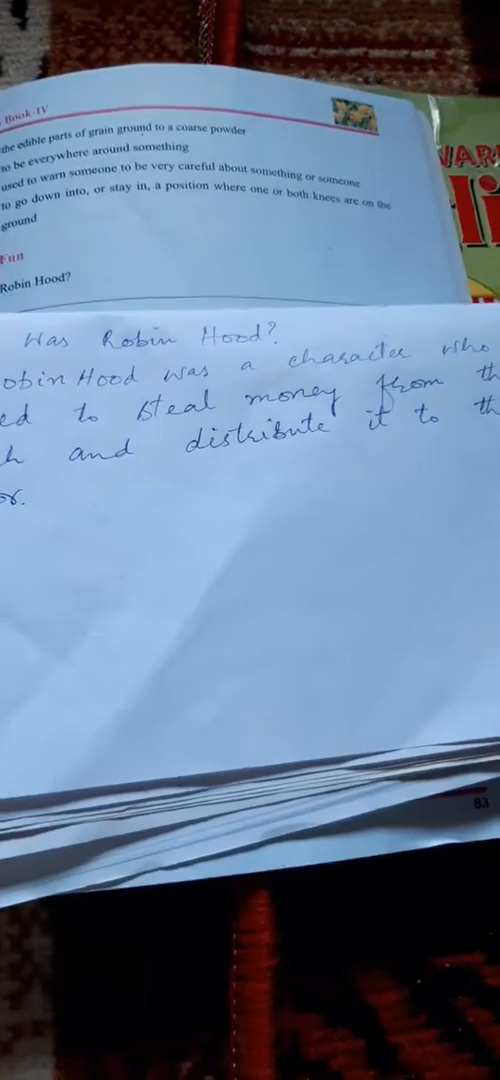 Book-IV
the edible parts of grain ground to a coarse powder
to be everywhere around something
used to warn someone to be very careful about something or someone
to go down into, or stay in, a position where one or both knees are on the
ground
Fun
Robin Hood?
Was Robin Hood?
obin Hood was a character who
ed to steal money from th
h and distribute it to th
or.
83